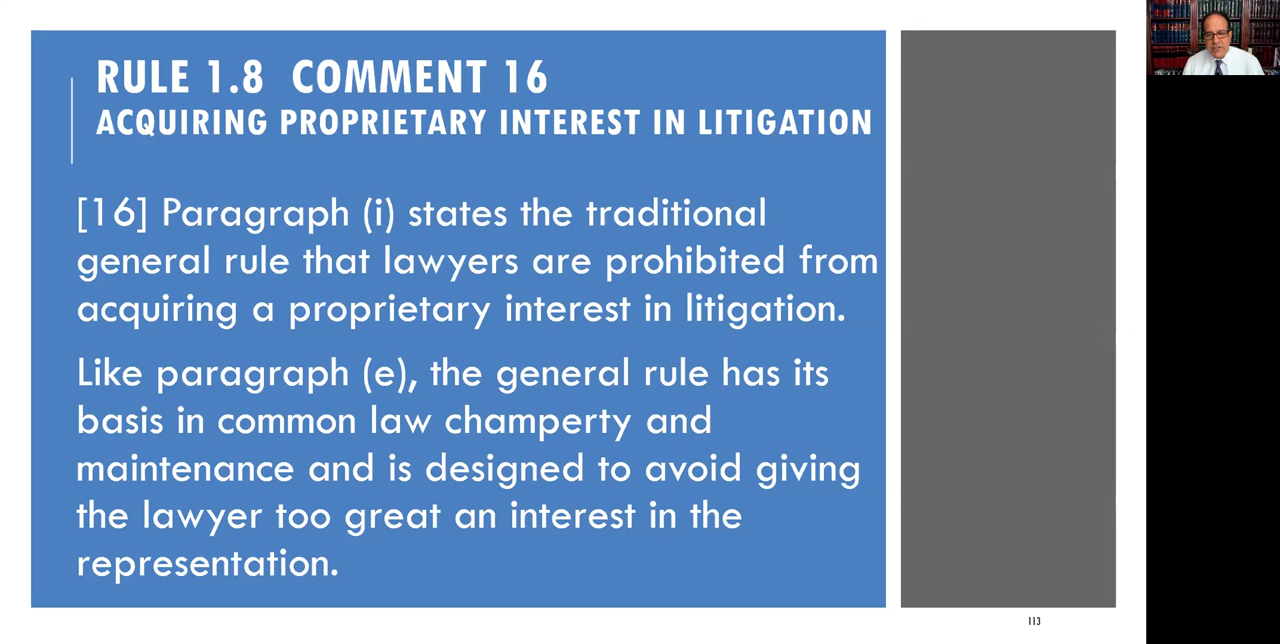 RULE 1.8 COMMENT 16
ACQUIRING PROPRIETARY INTEREST IN LITIGATION
[16] Paragraph (i) states the traditional
general rule that lawyers are prohibited from
acquiring a proprietary interest in litigation.
Like paragraph (e), the general rule has its
basis in common law champerty and
maintenance and is designed to avoid giving
the lawyer too great an interest in the
representation.
113